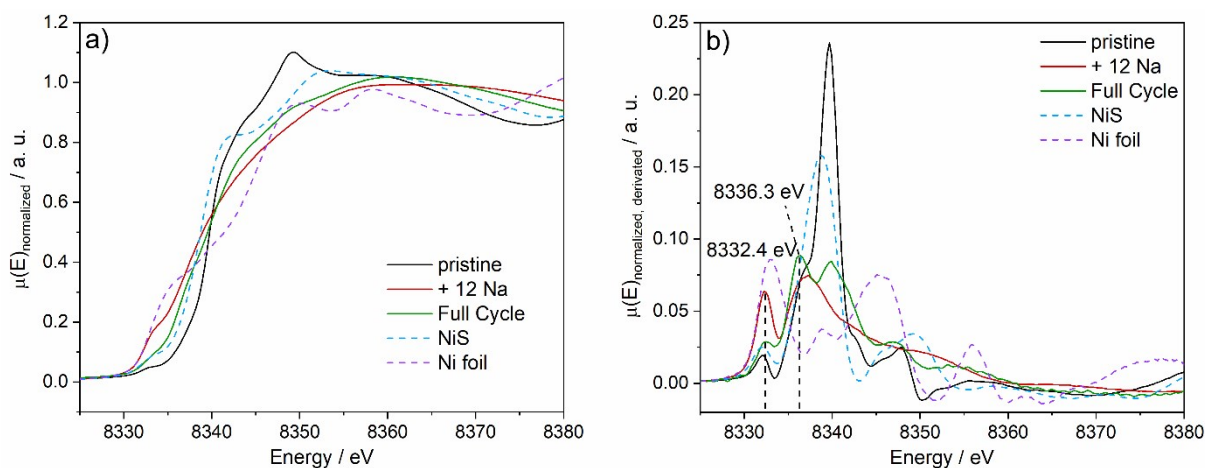 a)
1.2
1.0
0.8
0.6
0.4
0.2
0.0
μ(E)normalized / a. u.
pristine
+ 12 Na
Full Cycle
NiS
Ni foil
8330 8340 8350 8360 8370 8380
Energy / eV
b)
0.25
0.20
0.15
0.10
0.05
0.00
μ(E)normalized, derivated / a. u.
pristine
+ 12 Na
Full Cycle
NiS
Ni foil
8336.3 eV
8332.4 eV
8330 8340 8350 8360 8370 8380
Energy / eV